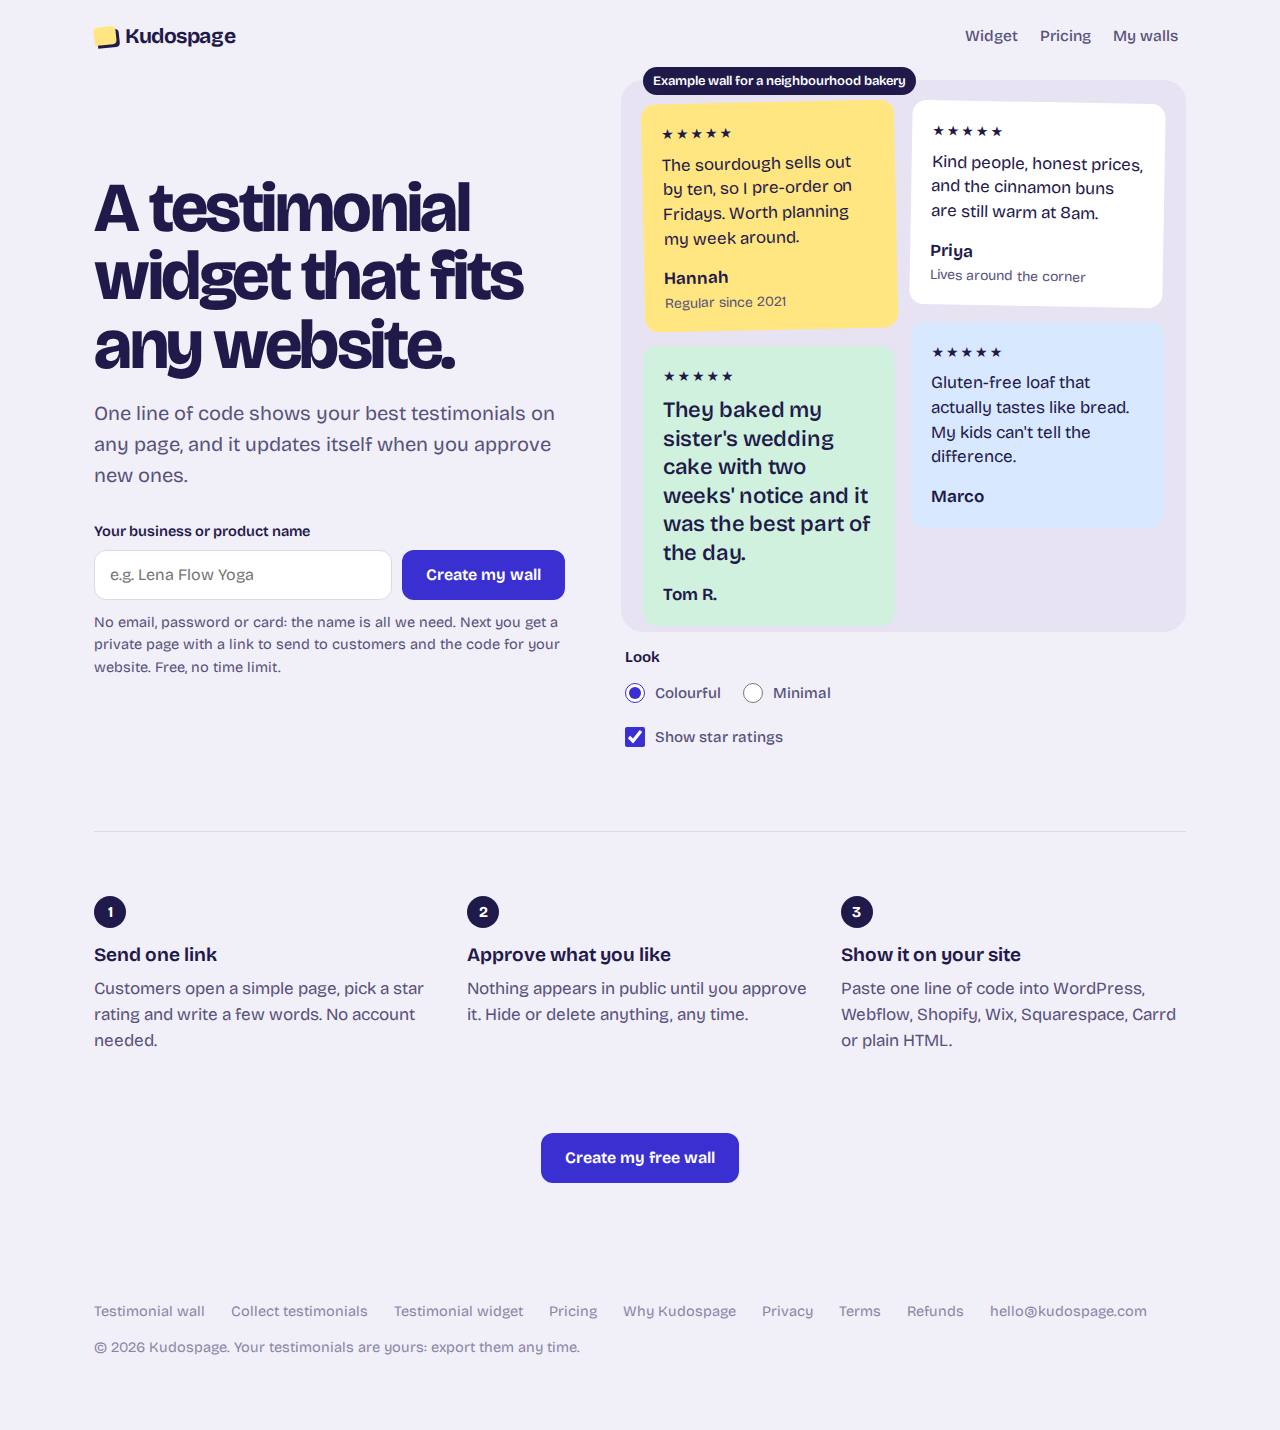 Kudospage
Widget Pricing My walls
A testimonial
widget that fits
any website.
One line of code shows your best testimonials on
any page, and it updates itself when you approve
new ones.
Your business or product name
e.g. Lena Flow Yoga
Create my wall
No email, password or card: the name is all we need. Next you get a
private page with a link to send to customers and the code for your
website. Free, no time limit.
Example wall for a neighbourhood bakery
★★★★★
The sourdough sells out
by ten, so I pre-order on
Fridays. Worth planning
my week around.
Hannah
Regular since 2021
★★★★★
Kind people, honest prices,
and the cinnamon buns
are still warm at 8am.
Priya
Lives around the corner
★★★★★
They baked my
sister's wedding
cake with two
weeks' notice and it
was the best part of
the day.
Tom R.
★★★★★
Gluten-free loaf that
actually tastes like bread.
My kids can't tell the
difference.
Marco
Look
Colourful Minimal
Show star ratings
1
Send one link
Customers open a simple page, pick a star
rating and write a few words. No account
needed.
2
Approve what you like
Nothing appears in public until you approve
it. Hide or delete anything, any time.
3
Show it on your site
Paste one line of code into WordPress,
Webflow, Shopify, Wix, Squarespace, Carrd
or plain HTML.
Create my free wall
Testimonial wall Collect testimonials Testimonial widget Pricing Why Kudospage Privacy Terms Refunds hello@kudospage.com
© 2026 Kudospage. Your testimonials are yours: export them any time.